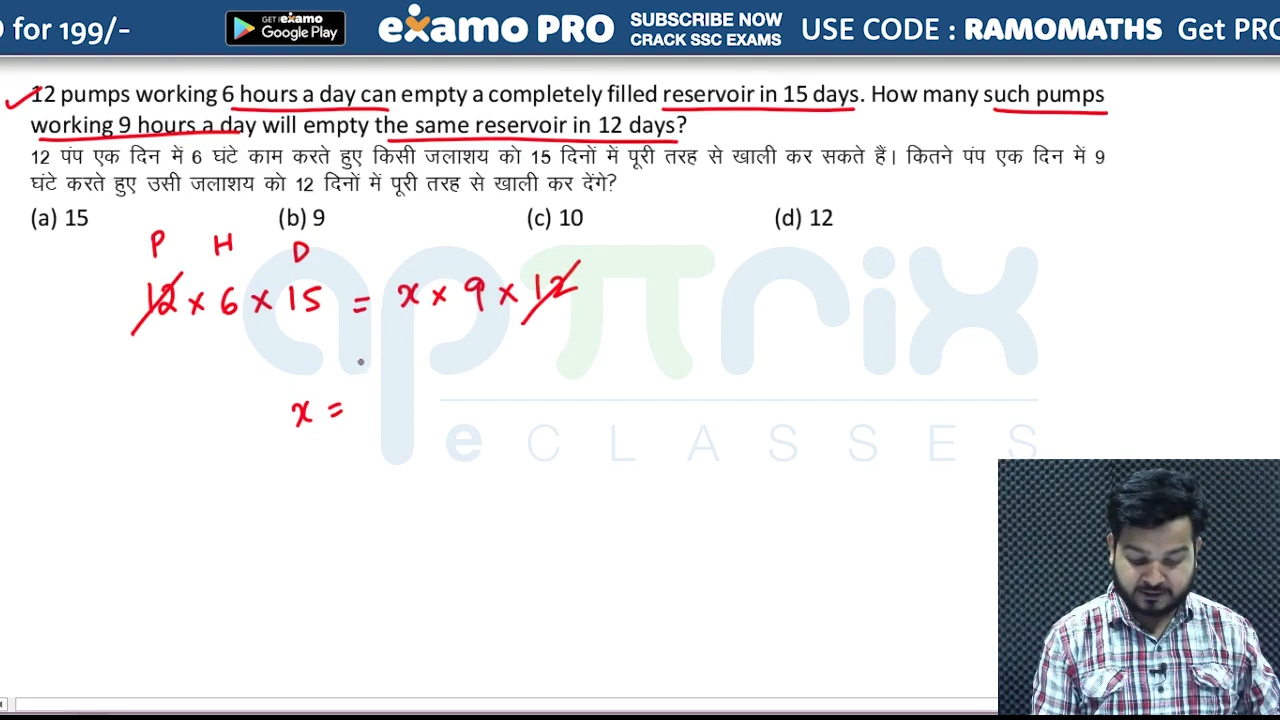 for 199/-
GET IT ON examo
Google Play
examo PRO
SUBSCRIBE NOW
CRACK SSC EXAMS
USE CODE : RAMOMATHS Get PRO
12 pumps working 6 hours a day can empty a completely filled reservoir in 15 days. How many such pumps
working 9 hours a day will empty the same reservoir in 12 days?
12 पंप एक दिन में 6 घंटे काम करते हुए किसी जलाशय को 15 दिनों में पूरी तरह से खाली कर सकते हैं। कितने पंप एक दिन में 9
घंटे करते हुए उसी जलाशय को 12 दिनों में पूरी तरह से खाली कर देंगे?
(a) 15 (b) 9 (c) 10 (d) 12
P H D
12 × 6 × 15 = x × 9 × 12
x =
apπrix
e CLASSES